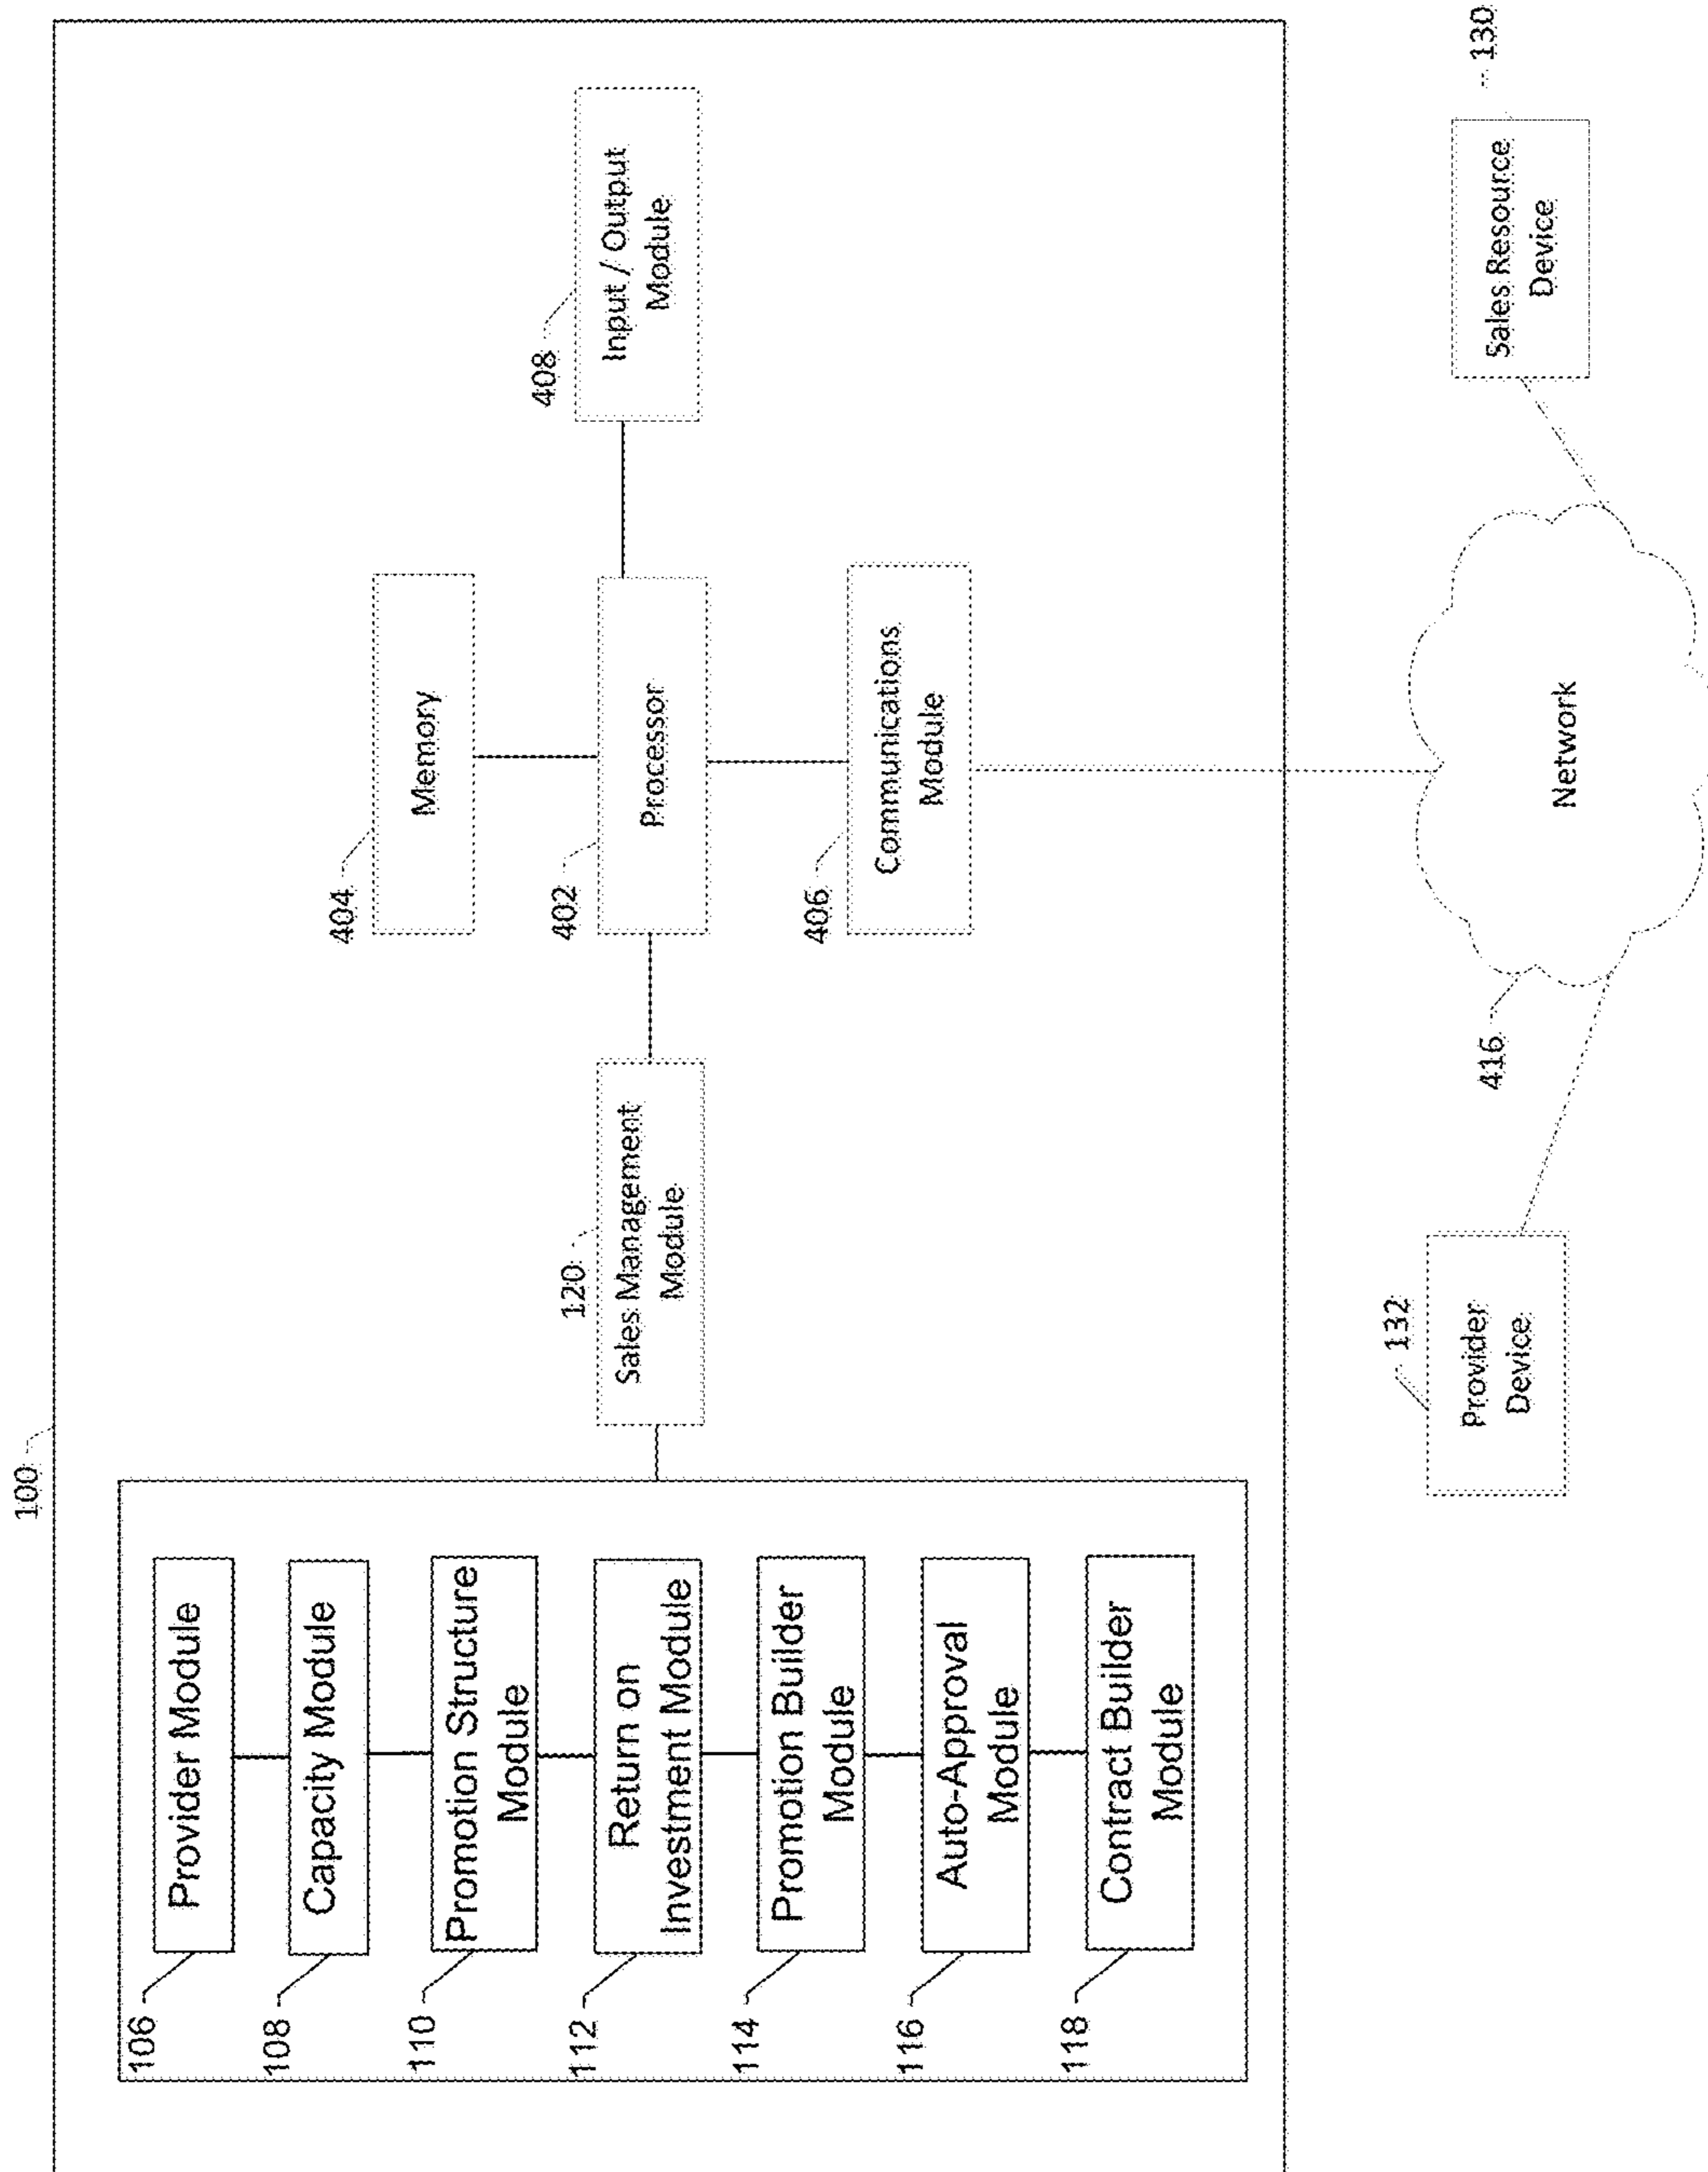 100
106
Provider Module
108
Capacity Module
110
Promotion Structure
Module
112
Return on
Investment Module
114
Promotion Builder
Module
116
Auto-Approval
Module
118
Contract Builder
Module
120
Sales Management
Module
404
Memory
402
Processor
406
Communications
Module
408
Input / Output
Module
132
Provider
Device
416
Network
130
Sales Resource
Device